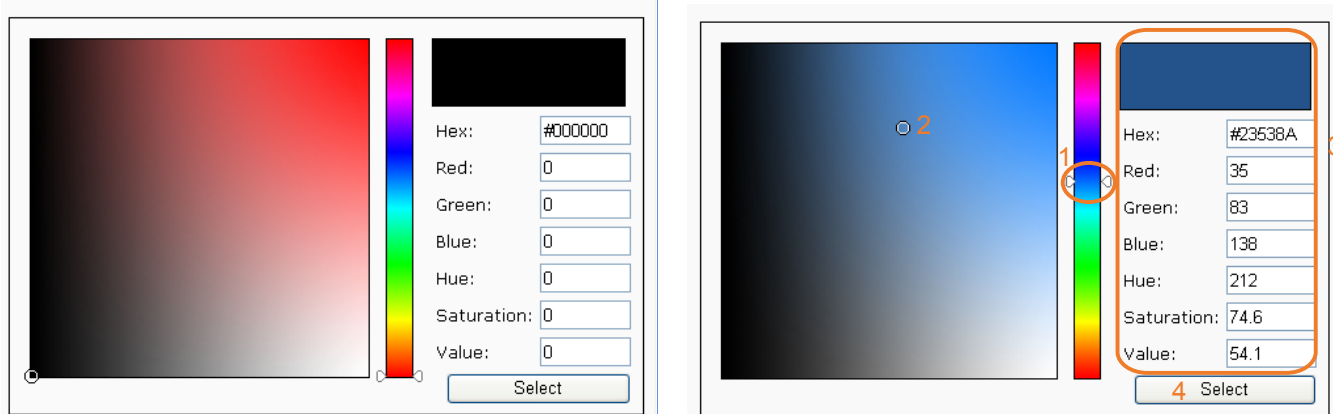 Hex: #000000
Red: 0
Green: 0
Blue: 0
Hue: 0
Saturation: 0
Value: 0
Select
2
1
Hex: #23538A
Red: 35
Green: 83
Blue: 138
Hue: 212
Saturation: 74.6
Value: 54.1
4 Select